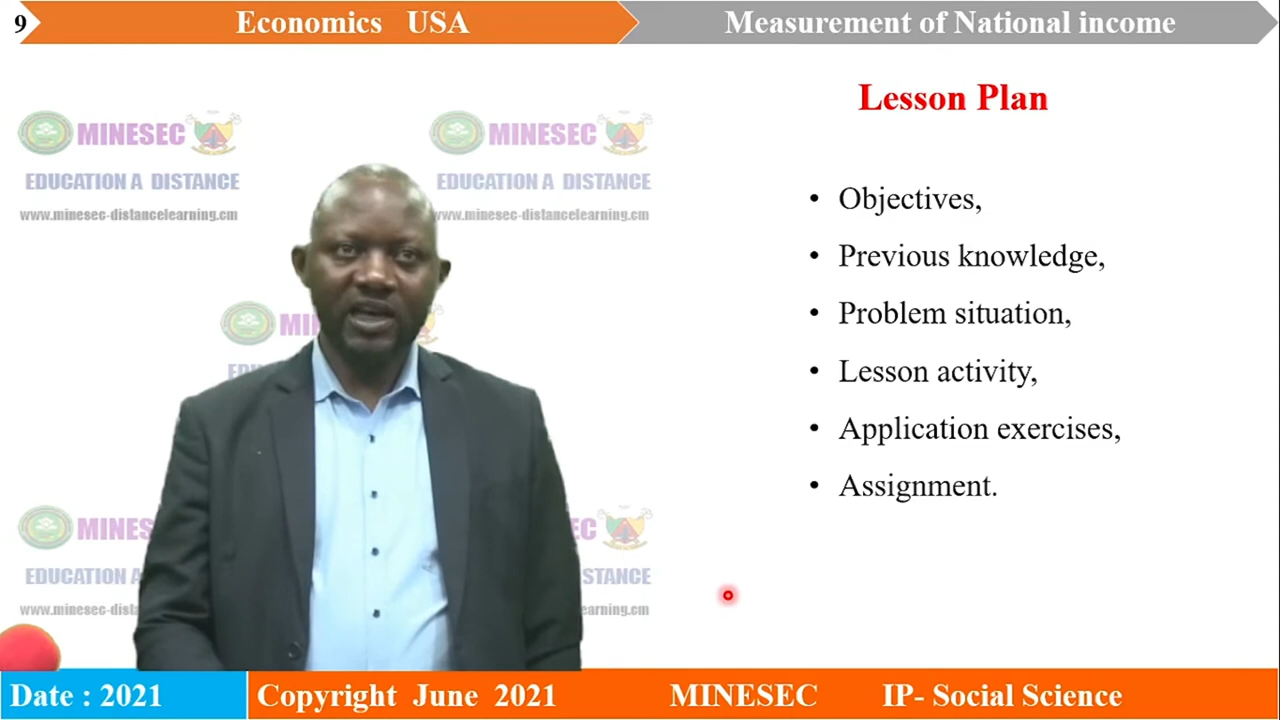 9
Economics USA
Measurement of National income
Lesson Plan
• Objectives,
• Previous knowledge,
• Problem situation,
• Lesson activity,
• Application exercises,
• Assignment.
MINESEC
EDUCATION A DISTANCE
www.minesec-distancelearning.cm
MINESEC
EDUCATION A DISTANCE
www.minesec-distancelearning.cm
Date : 2021
Copyright June 2021
MINESEC
IP- Social Science